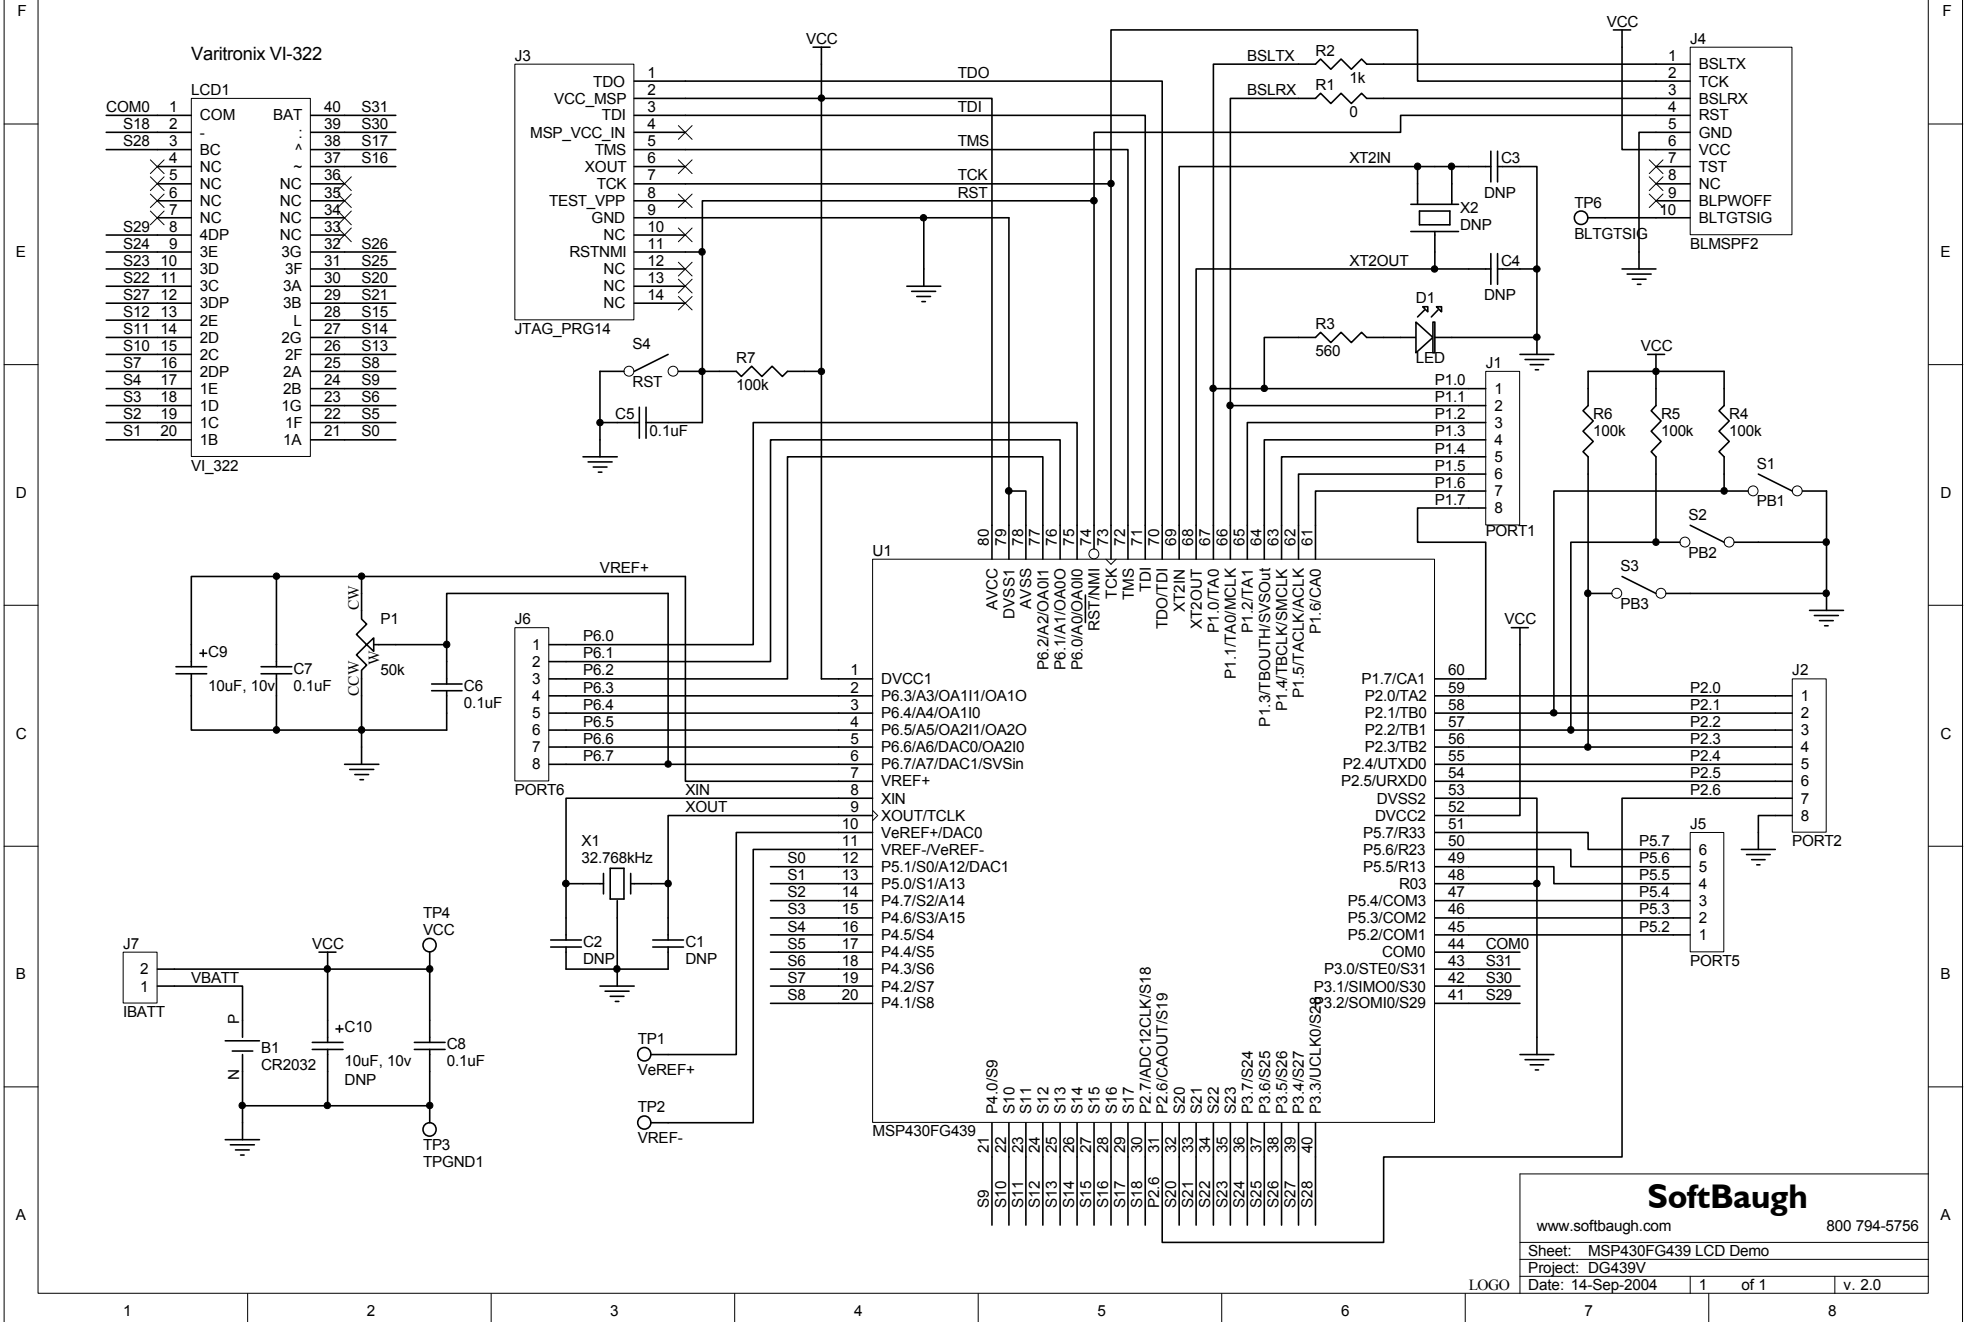 F
F
E
E
D
D
C
C
B
B
A
A
1
2
3
4
5
6
7
8
Varitronix VI-322
LCD1
COM0 1 COM BAT 40 S31
S18 2 - : 39 S30
S28 3 BC ^ 38 S17
4 NC ~ 37 S16
5 NC NC 36
6 NC NC 35
7 NC NC 34
S29 8 4DP NC 33
S24 9 3E 3G 32 S26
S23 10 3D 3F 31 S25
S22 11 3C 3A 30 S20
S27 12 3DP 3B 29 S21
S12 13 2E L 28 S15
S11 14 2D 2G 27 S14
S10 15 2C 2F 26 S13
S7 16 2DP 2A 25 S8
S4 17 1E 2B 24 S9
S3 18 1D 1G 23 S6
S2 19 1C 1F 22 S5
S1 20 1B 1A 21 S0
VI_322
J3
TDO 1 TDO
VCC_MSP 2
TDI 3 TDI
MSP_VCC_IN 4
TMS 5 TMS
XOUT 6
TCK 7 TCK
TEST_VPP 8 RST
GND 9
NC 10
RSTNMI 11
NC 12
NC 13
NC 14
JTAG_PRG14
VCC
S4
RST
R7
100k
C5
0.1uF
BSLTX
R2
1k
BSLRX
R1
0
VCC
J4
1 BSLTX
2 TCK
3 BSLRX
4 RST
5 GND
6 VCC
7 TST
8 NC
9 BLPWOFF
10 BLTGTSIG
BLMSPF2
TP6
BLTGTSIG
XT2IN
C3
DNP
X2
DNP
XT2OUT
C4
DNP
D1
LED
R3
560
J1
P1.0 1
P1.1 2
P1.2 3
P1.3 4
P1.4 5
P1.5 6
P1.6 7
P1.7 8
PORT1
VCC
R6
100k
R5
100k
R4
100k
S1
PB1
S2
PB2
S3
PB3
VREF+
CW
P1
W
50k
CCW
+C9
10uF, 10v
C7
0.1uF
C6
0.1uF
J6
1 P6.0
2 P6.1
3 P6.2
4 P6.3
5 P6.4
6 P6.5
7 P6.6
8 P6.7
PORT6
U1
80 AVCC
79 DVSS1
78 AVSS
77 P6.2/A2/OA0I1
76 P6.1/A1/OA0O
75 P6.0/A0/OA0I0
74 RST/NMI
73 TCK
72 TMS
71 TDI
70 TDO/TDI
69 XT2IN
68 XT2OUT
67 P1.0/TA0
66 P1.1/TA0/MCLK
65 P1.2/TA1
64 P1.3/TBOUTH/SVSOut
63 P1.4/TBCLK/SMCLK
62 P1.5/TACLK/ACLK
61 P1.6/CA0
1 DVCC1
2 P6.3/A3/OA1I1/OA1O
3 P6.4/A4/OA1I0
4 P6.5/A5/OA2I1/OA2O
5 P6.6/A6/DAC0/OA2I0
6 P6.7/A7/DAC1/SVSin
7 VREF+
XIN 8 XIN
XOUT 9 XOUT/TCLK
10 VeREF+/DAC0
11 VREF-/VeREF-
S0 12 P5.1/S0/A12/DAC1
S1 13 P5.0/S1/A13
S2 14 P4.7/S2/A14
S3 15 P4.6/S3/A15
S4 16 P4.5/S4
S5 17 P4.4/S5
S6 18 P4.3/S6
S7 19 P4.2/S7
S8 20 P4.1/S8
P1.7/CA1 60
P2.0/TA2 59
P2.1/TB0 58
P2.2/TB1 57
P2.3/TB2 56
P2.4/UTXD0 55
P2.5/URXD0 54
DVSS2 53
DVCC2 52
P5.7/R33 51
P5.6/R23 50
P5.5/R13 49
R03 48
P5.4/COM3 47
P5.3/COM2 46
P5.2/COM1 45
COM0 44 COM0
P3.0/STE0/S31 43 S31
P3.1/SIMO0/S30 42 S30
P3.2/SOMI0/S29 41 S29
P4.0/S9 21 S9
S10 22 S10
S11 23 S11
S12 24 S12
S13 25 S13
S14 26 S14
S15 27 S15
S16 28 S16
S17 29 S17
P2.7/ADC12CLK/S18 30 S18
P2.6/CAOUT/S19 31 P2.6
S20 32 S20
S21 33 S21
S22 34 S22
S23 35 S23
P3.7/S24 36 S24
P3.6/S25 37 S25
P3.5/S26 38 S26
P3.4/S27 39 S27
P3.3/UCLK0/S28 40 S28
MSP430FG439
VCC
J2
P2.0 1
P2.1 2
P2.2 3
P2.3 4
P2.4 5
P2.5 6
P2.6 7
8
PORT2
J5
P5.7 6
P5.6 5
P5.5 4
P5.4 3
P5.3 2
P5.2 1
PORT5
X1
32.768kHz
C2
DNP
C1
DNP
TP1
VeREF+
TP2
VREF-
J7
2
1
IBATT
VBATT
VCC
TP4
VCC
P
B1
CR2032
N
+C10
10uF, 10v
DNP
C8
0.1uF
TP3
TPGND1
SoftBaugh
www.softbaugh.com 800 794-5756
Sheet: MSP430FG439 LCD Demo
Project: DG439V
LOGO Date: 14-Sep-2004 1 of 1 v. 2.0